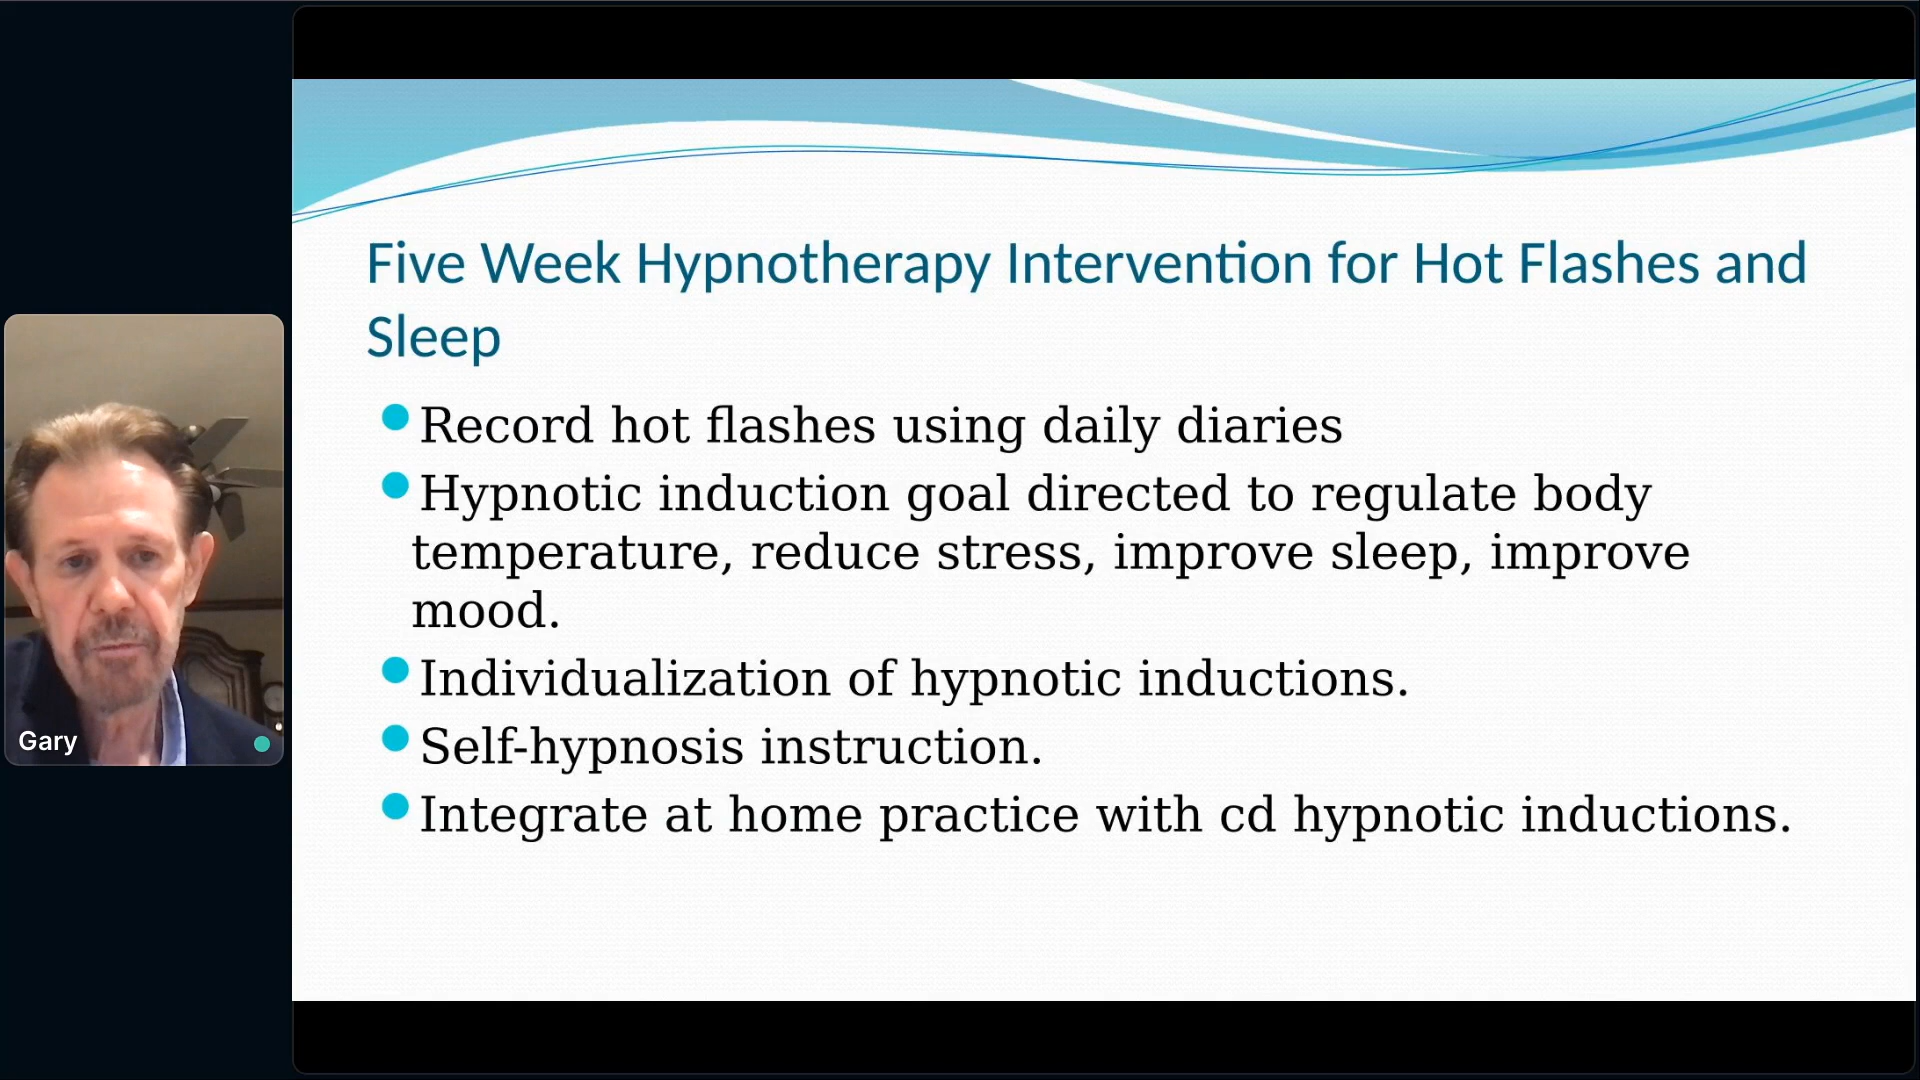 Five Week Hypnotherapy Intervention for Hot Flashes and
Sleep
Record hot flashes using daily diaries
Hypnotic induction goal directed to regulate body
temperature, reduce stress, improve sleep, improve
mood.
Individualization of hypnotic inductions.
Self-hypnosis instruction.
Integrate at home practice with cd hypnotic inductions.
Gary